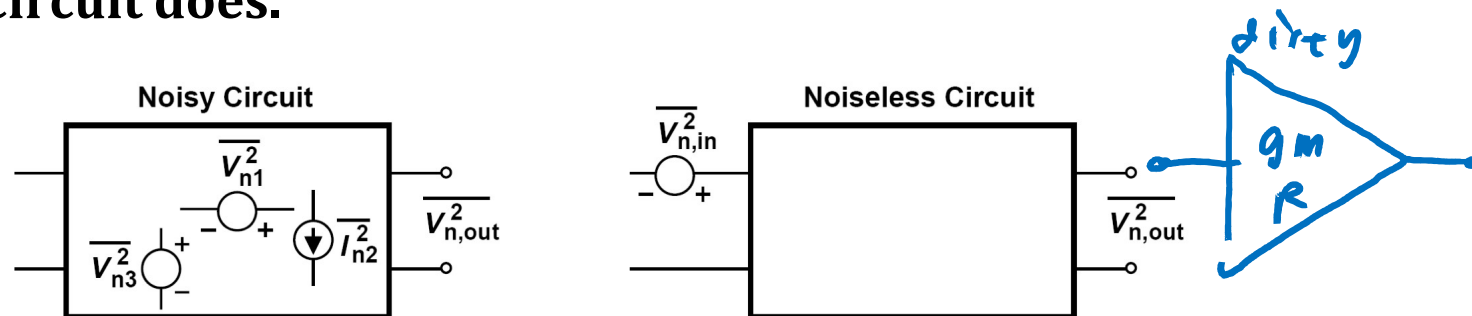 circuit does.
dirty
Noisy Circuit
Noiseless Circuit
V²n1
V²n,in
gm
R
V²n,out
V²n,out
V²n3
I²n2